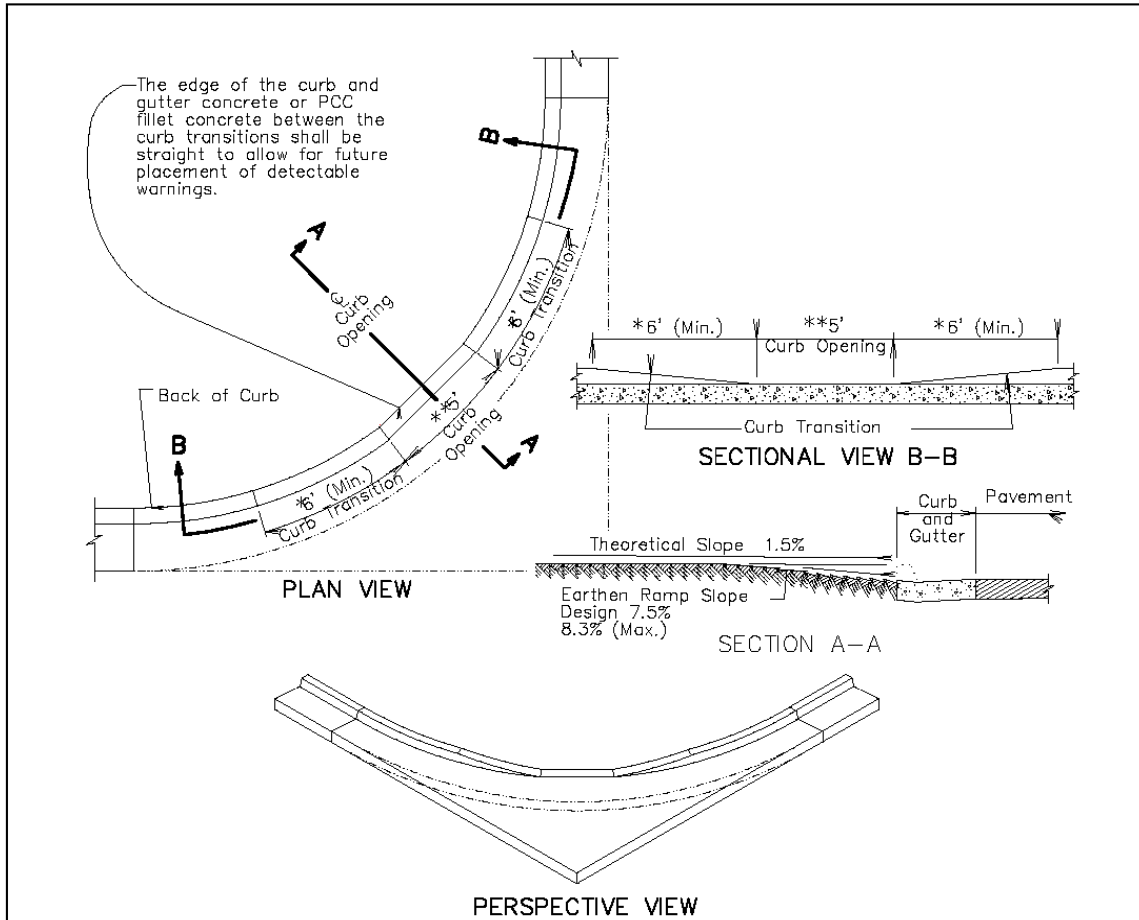 The edge of the curb and
gutter concrete or PCC
fillet concrete between the
curb transitions shall be
straight to allow for future
placement of detectable
warnings.
B
A
℄
Curb
Opening
*6' (Min.)
Curb Transition
**5'
Curb
Opening
A
Back of Curb
B
*6' (Min.)
Curb Transition
PLAN VIEW
*6' (Min.) **5' *6' (Min.)
Curb Opening
Curb Transition
SECTIONAL VIEW B-B
Curb
and
Gutter
Pavement
Theoretical Slope 1.5%
Earthen Ramp Slope
Design 7.5%
8.3% (Max.)
SECTION A-A
PERSPECTIVE VIEW